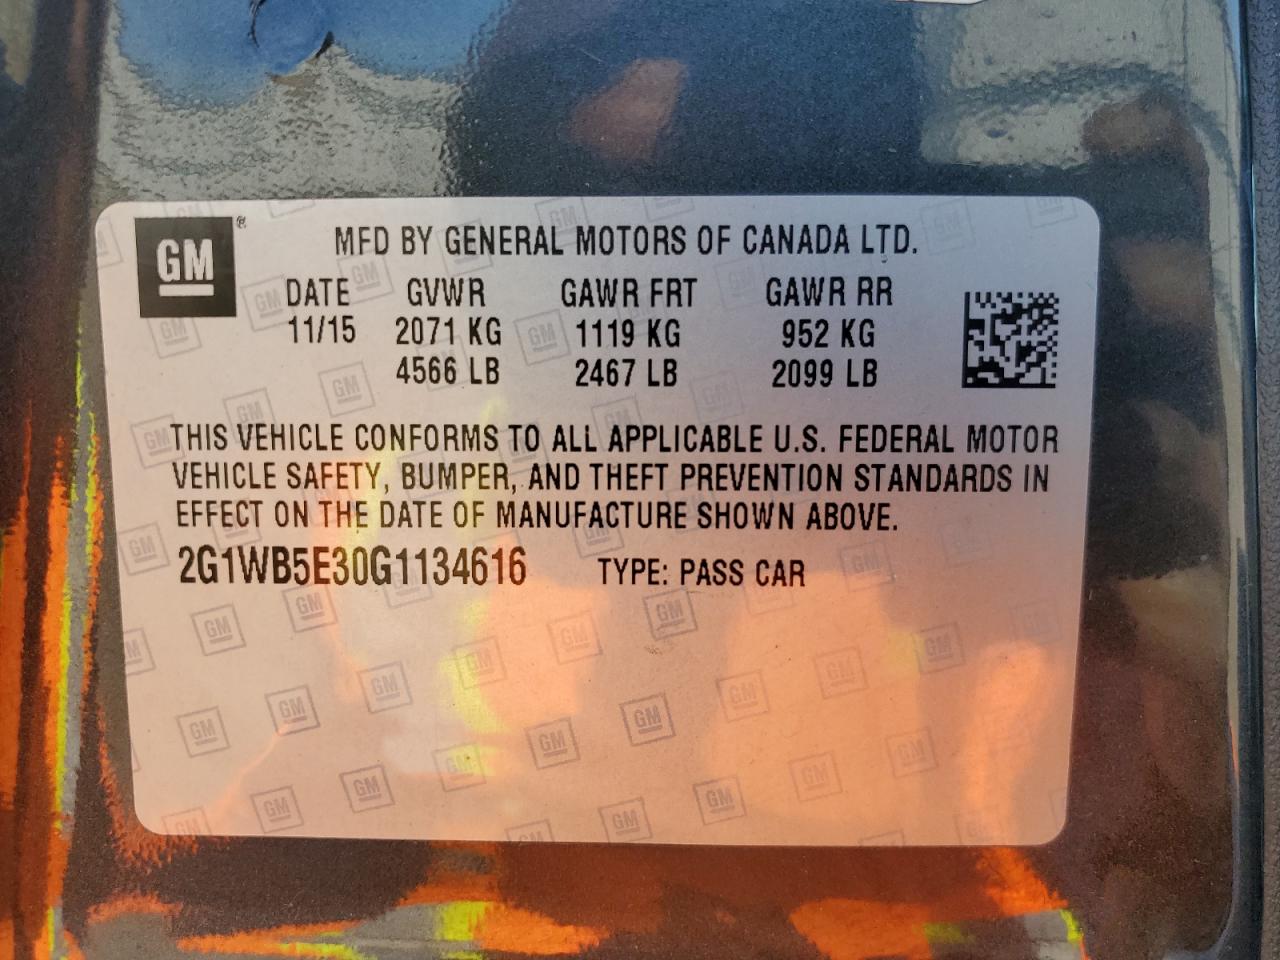 GM®
MFD BY GENERAL MOTORS OF CANADA LTD.
DATE GVWR GAWR FRT GAWR RR
11/15 2071 KG 1119 KG 952 KG
4566 LB 2467 LB 2099 LB
THIS VEHICLE CONFORMS TO ALL APPLICABLE U.S. FEDERAL MOTOR
VEHICLE SAFETY, BUMPER, AND THEFT PREVENTION STANDARDS IN
EFFECT ON THE DATE OF MANUFACTURE SHOWN ABOVE.
2G1WB5E30G1134616 TYPE: PASS CAR